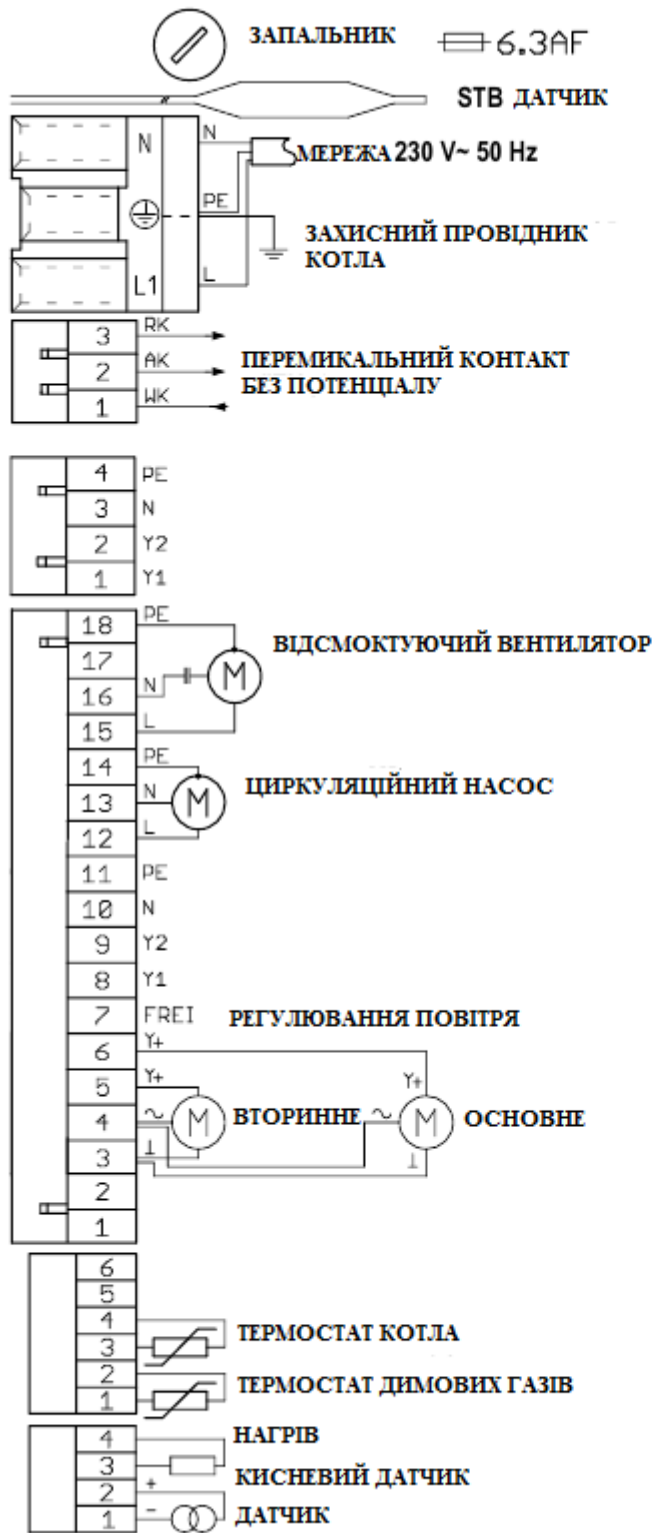 ЗАПАЛЬНИК 6.3AF
STB ДАТЧИК
N N
МЕРЕЖА 230 V~ 50 Hz
PE
ЗАХИСНИЙ ПРОВІДНИК
КОТЛА
L1 L
3 RK
2 AK ПЕРЕМИКАЛЬНИЙ КОНТАКТ
БЕЗ ПОТЕНЦІАЛУ
1 WK
4 PE
3 N
2 Y2
1 Y1
18 PE
ВІДСМОКТУЮЧИЙ ВЕНТИЛЯТОР
17
16 N M
15 L
14 PE
ЦИРКУЛЯЦІЙНИЙ НАСОС
13 N M
12 L
11 PE
10 N
9 Y2
8 Y1
7 FREI РЕГУЛЮВАННЯ ПОВІТРЯ
6 Y+
5 Y+ Y+
4 ~ M ВТОРИННЕ ~ M ОСНОВНЕ
3 ⊥ ⊥
2
1
6
5
4
ТЕРМОСТАТ КОТЛА
3
2
ТЕРМОСТАТ ДИМОВИХ ГАЗІВ
1
4 НАГРІВ
3
КИСНЕВИЙ ДАТЧИК
2 +
1 - ДАТЧИК